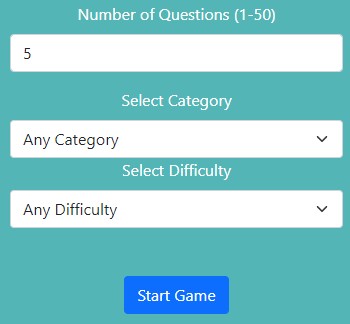 Number of Questions (1-50)
5
Select Category
Any Category
Select Difficulty
Any Difficulty
Start Game